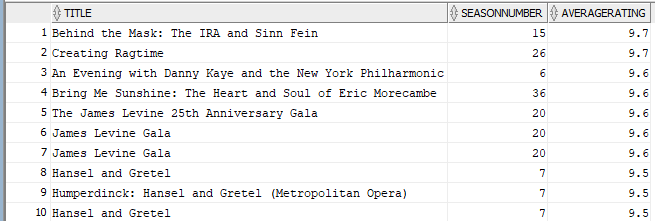 TITLE SEASONNUMBER AVERAGERATING
1 Behind the Mask: The IRA and Sinn Fein 15 9.7
2 Creating Ragtime 26 9.7
3 An Evening with Danny Kaye and the New York Philharmonic 6 9.6
4 Bring Me Sunshine: The Heart and Soul of Eric Morecambe 36 9.6
5 The James Levine 25th Anniversary Gala 20 9.6
6 James Levine Gala 20 9.6
7 James Levine Gala 20 9.6
8 Hansel and Gretel 7 9.5
9 Humperdinck: Hansel and Gretel (Metropolitan Opera) 7 9.5
10 Hansel and Gretel 7 9.5